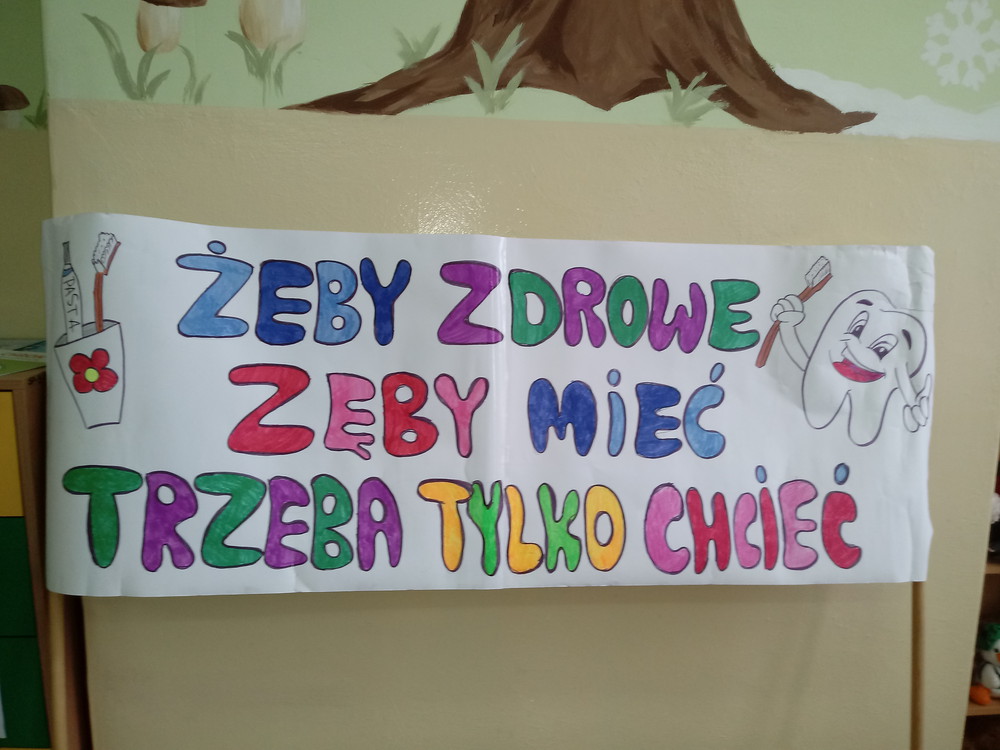 PASTA
ŻEBY ZDROWE
ZĘBY MiEĆ
TRZEBA TYLKO CHCiEĆ